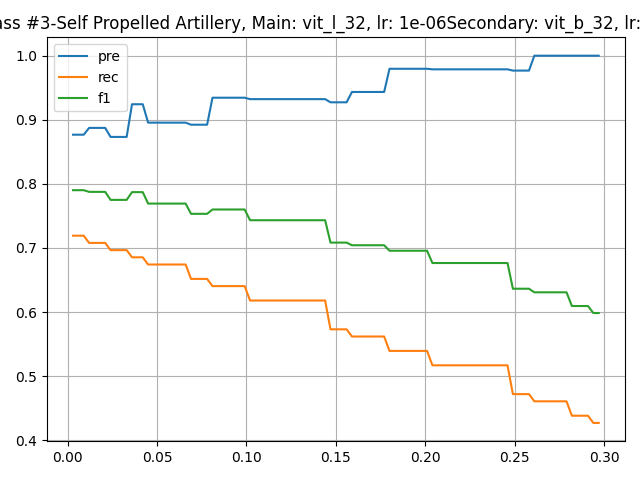 ass #3-Self Propelled Artillery, Main: vit_l_32, lr: 1e-06Secondary: vit_b_32, lr:
pre
rec
f1
1.0
0.9
0.8
0.7
0.6
0.5
0.4
0.00 0.05 0.10 0.15 0.20 0.25 0.30